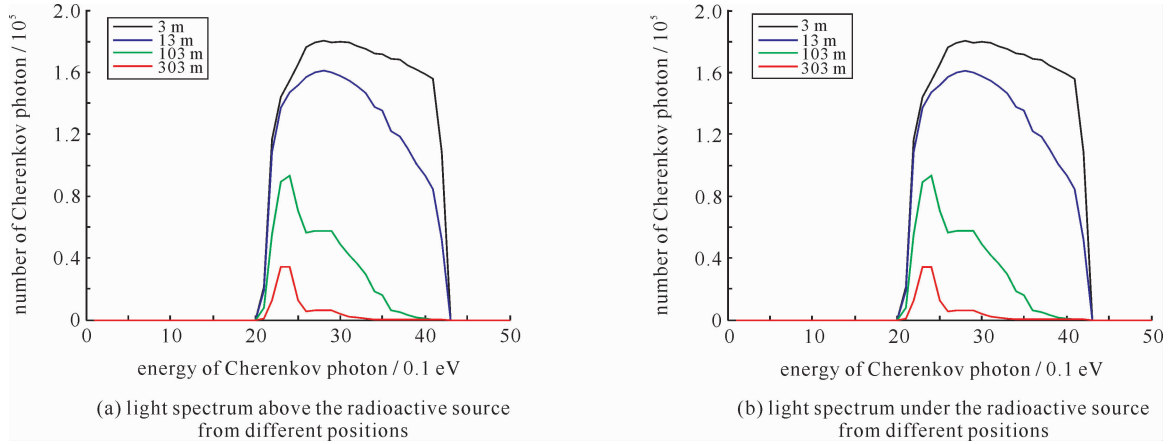 2.0
1.6
1.2
0.8
0.4
0
number of Cherenkov photon / 10⁵
3 m
13 m
103 m
303 m
0 10 20 30 40 50
energy of Cherenkov photon / 0.1 eV
(a) light spectrum above the radioactive source
from different positions
2.0
1.6
1.2
0.8
0.4
0
number of Cherenkov photon / 10⁵
3 m
13 m
103 m
303 m
0 10 20 30 40 50
energy of Cherenkov photon / 0.1 eV
(b) light spectrum under the radioactive source
from different positions